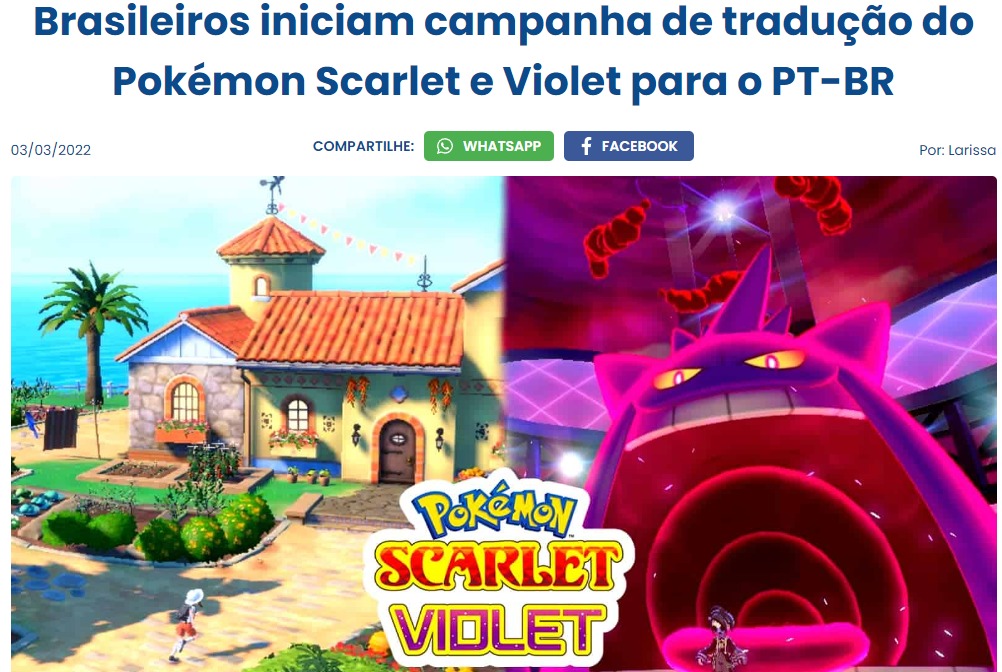 Brasileiros iniciam campanha de tradução do
Pokémon Scarlet e Violet para o PT-BR
03/03/2022
COMPARTILHE: WHATSAPP FACEBOOK
Por: Larissa
POKéMON
SCARLET
VIOLET